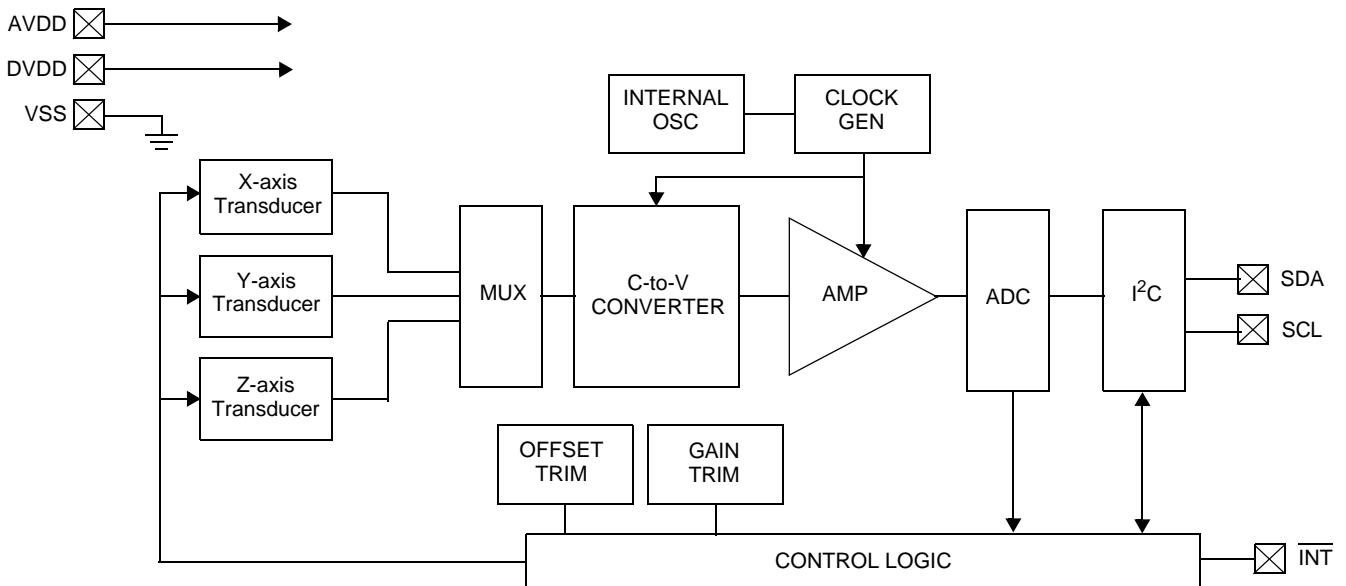 AVDD
DVDD
VSS
INTERNAL
OSC
CLOCK
GEN
X-axis
Transducer
Y-axis
Transducer
Z-axis
Transducer
MUX
C-to-V
CONVERTER
AMP
ADC
I²C
SDA
SCL
OFFSET
TRIM
GAIN
TRIM
CONTROL LOGIC
INT